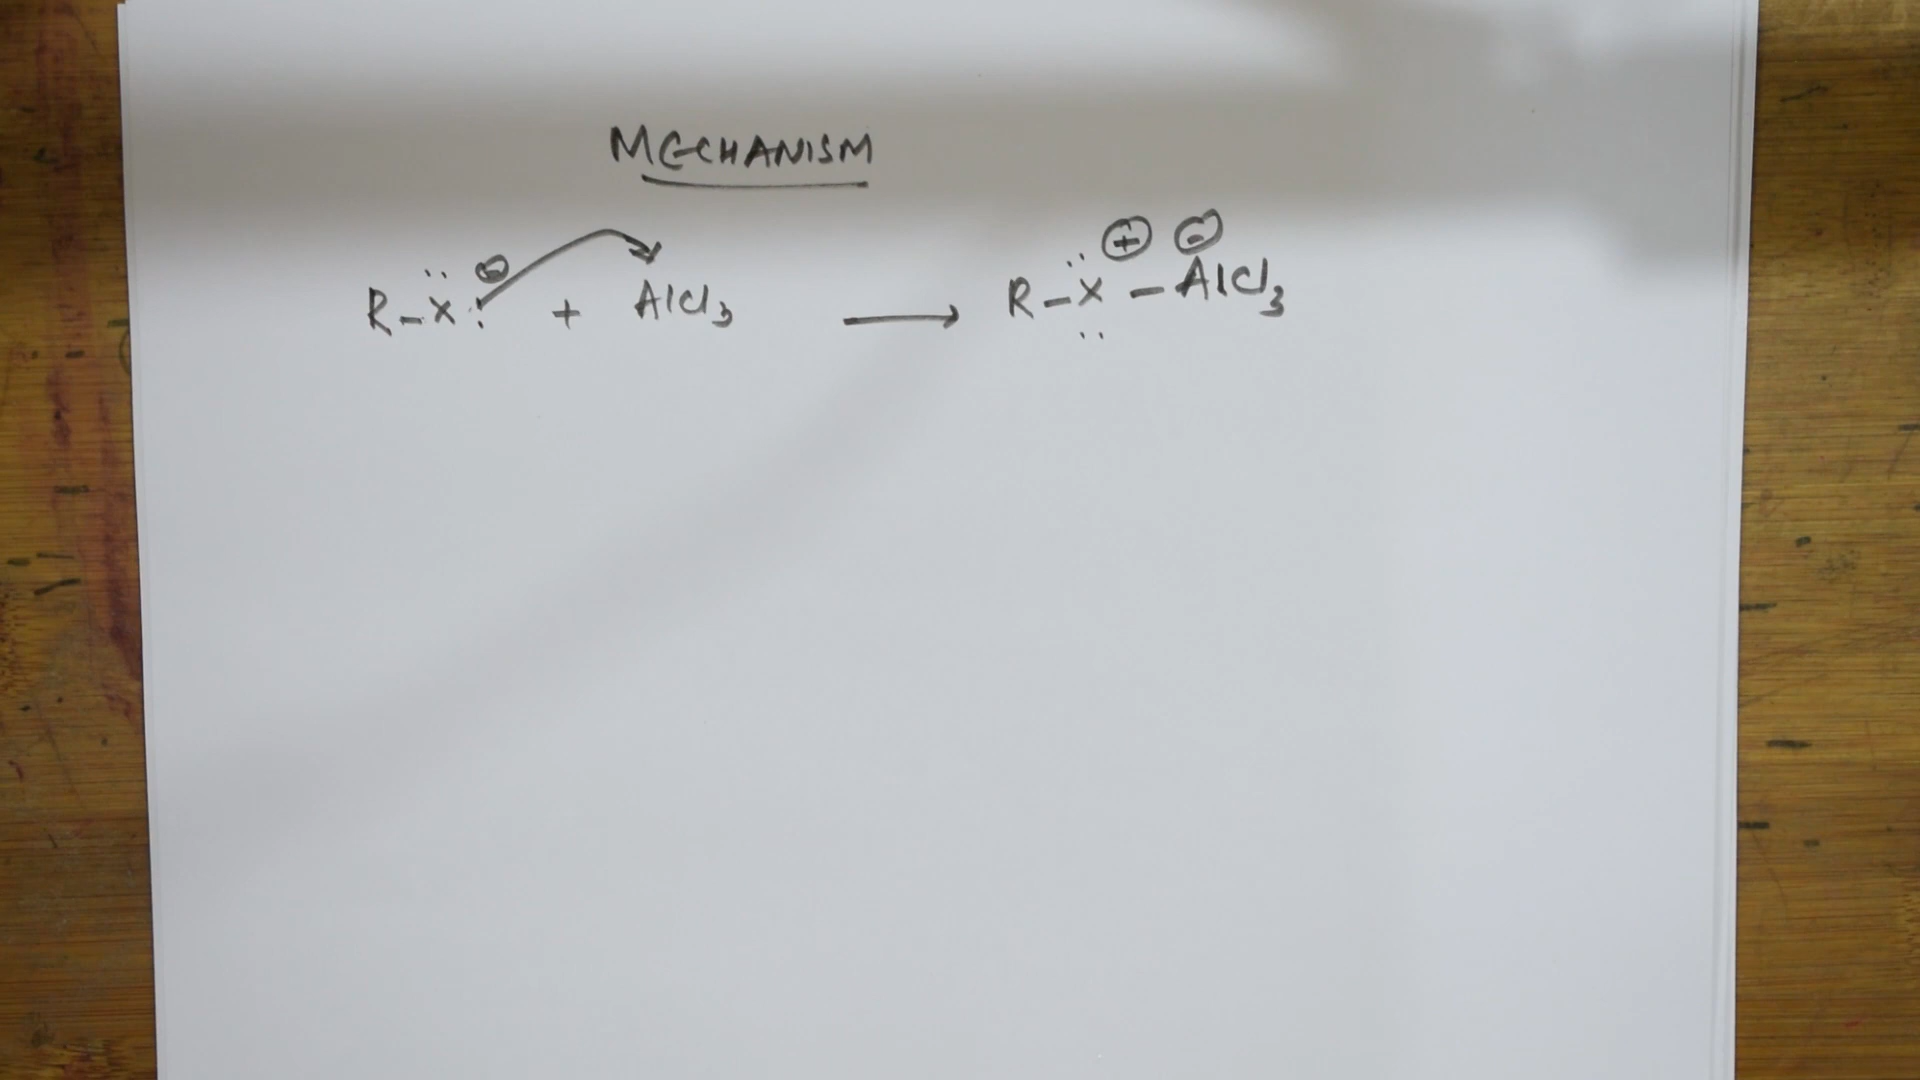 MECHANISM
R-Ẍ:⊖ + AlCl₃ ⟶ R-Ẍ⊕-AlCl₃⊖